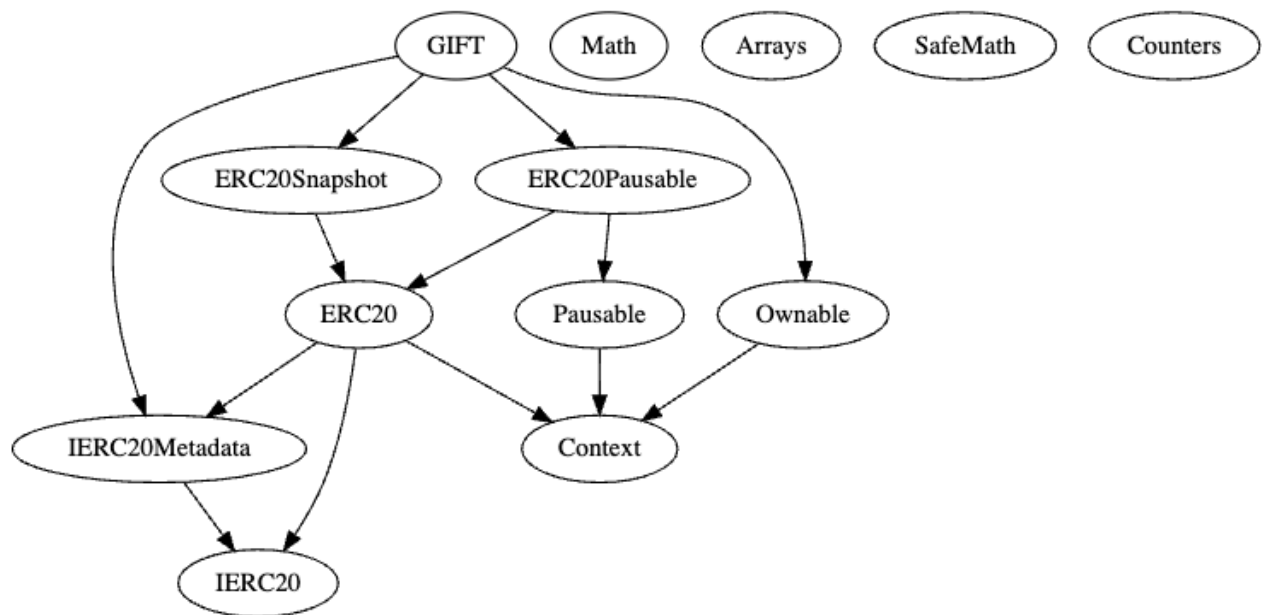 GIFT
Math
Arrays
SafeMath
Counters
ERC20Snapshot
ERC20Pausable
ERC20
Pausable
Ownable
IERC20Metadata
Context
IERC20